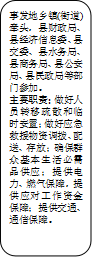 事发地乡镇(街道)
牵头，县财政局、
县经济信息委、县
交委、县水务局、
县商务局、县公安
局、县民政局等部
门参加。
主要职责：做好人
员转移疏散和临
时安置；做好应急
救援物资调拨、配
送、存放；确保群
众基本生活必需
品供应；提供电
力、燃气保障，提
供应对工作资金
保障；提供交通、
通信保障。